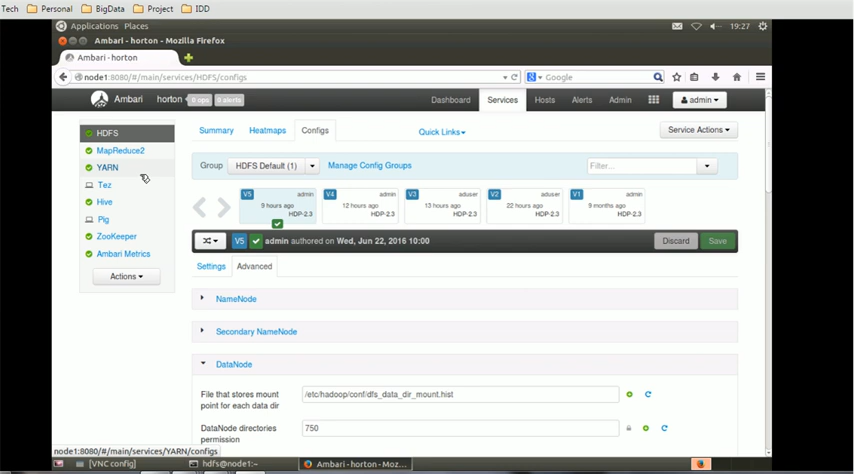 Tech Personal BigData Project IDD
Applications Places 19:27
Ambari - horton - Mozilla Firefox
Ambari - horton
node1:8080/#/main/services/HDFS/configs Google
Ambari horton 0 ops 0 alerts Dashboard Services Hosts Alerts Admin admin
HDFS
MapReduce2
YARN
Tez
Hive
Pig
ZooKeeper
Ambari Metrics
Actions
Summary Heatmaps Configs Quick Links Service Actions
Group HDFS Default (1) Manage Config Groups Filter...
V5 admin V4 admin V3 aduser V2 aduser V1 admin
9 hours ago 12 hours ago 13 hours ago 22 hours ago 9 months ago
HDP-2.3 HDP-2.3 HDP-2.3 HDP-2.3 HDP-2.3
V5 admin authored on Wed, Jun 22, 2016 10:00 Discard Save
Settings Advanced
NameNode
Secondary NameNode
DataNode
File that stores mount /etc/hadoop/conf/dfs_data_dir_mount.hist
point for each data dir
DataNode directories 750
permission
node1:8080/#/main/services/YARN/configs
[VNC config] hdfs@node1:~ Ambari - horton - Moz...